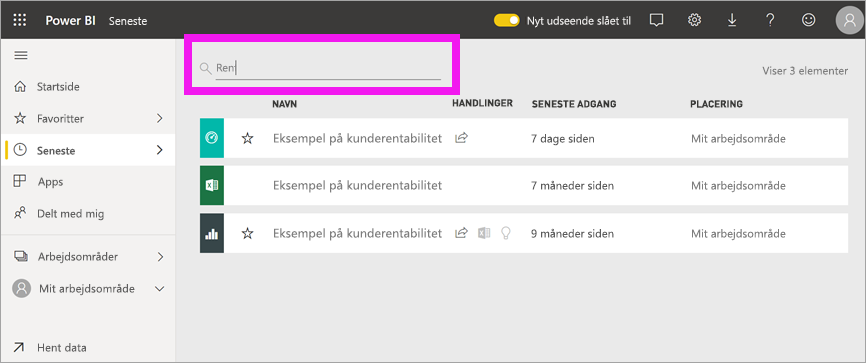 Power BI Seneste Nyt udseende slået til ?
Ren
Viser 3 elementer
Startside
Favoritter
Seneste
Apps
Delt med mig
Arbejdsområder
Mit arbejdsområde
Hent data
NAVN HANDLINGER SENESTE ADGANG PLACERING
Eksempel på kunderentabilitet 7 dage siden Mit arbejdsområde
Eksempel på kunderentabilitet 7 måneder siden Mit arbejdsområde
Eksempel på kunderentabilitet 9 måneder siden Mit arbejdsområde